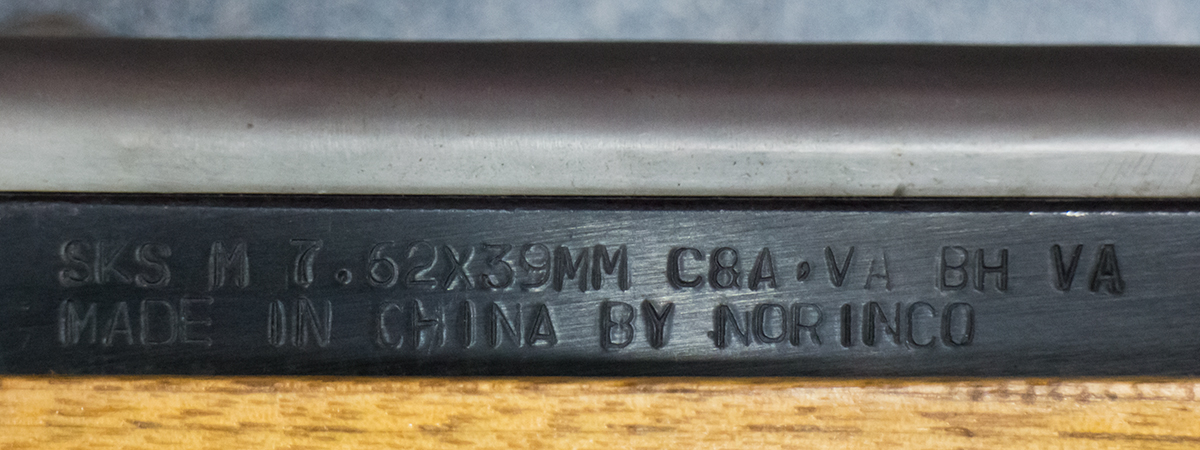 SKS M 7.62X39MM C&A.VA BH VA
MADE IN CHINA BY NORINCO